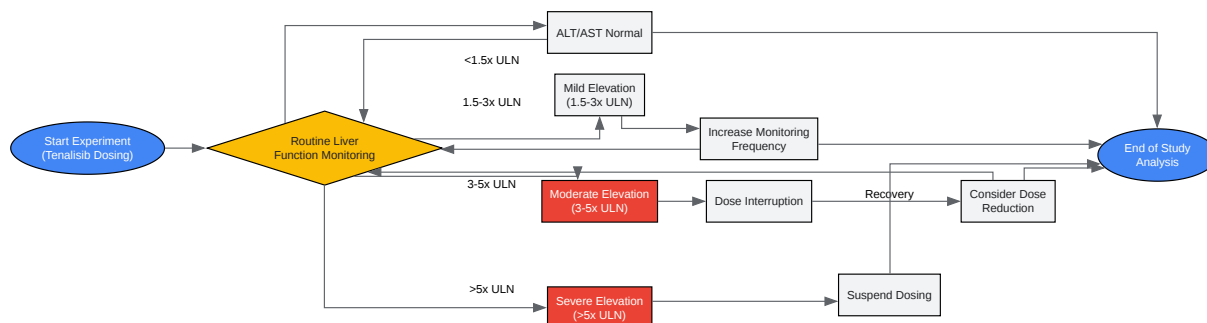 ALT/AST Normal
<1.5x ULN
Mild Elevation
(1.5-3x ULN)
1.5-3x ULN
Start Experiment
(Tenalisib Dosing)
Routine Liver
Function Monitoring
Increase Monitoring
Frequency
End of Study
Analysis
3-5x ULN
Moderate Elevation
(3-5x ULN)
Dose Interruption
Recovery
Consider Dose
Reduction
>5x ULN
Severe Elevation
(>5x ULN)
Suspend Dosing